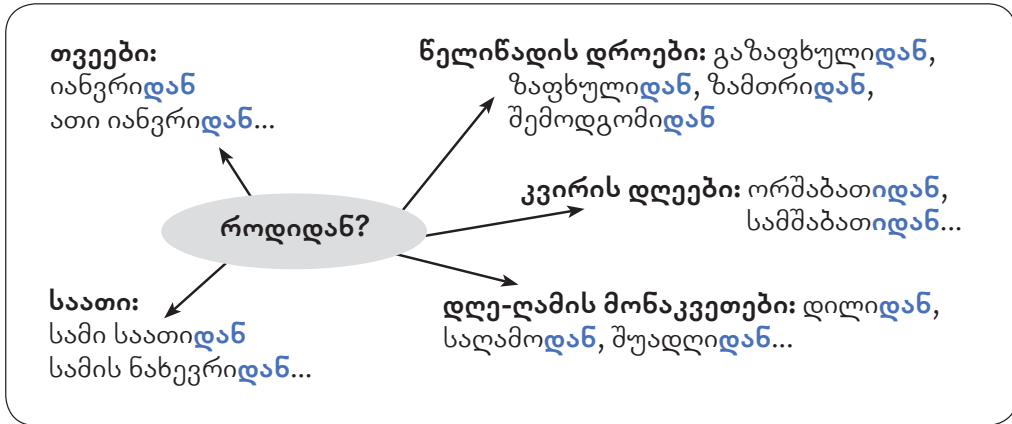 თვეები:
იანვრიდან
ათი იანვრიდან...
წელიწადის დროები: გაზაფხულიდან,
ზაფხულიდან, ზამთრიდან,
შემოდგომიდან
როდიდან?
კვირის დღეები: ორშაბათიდან,
სამშაბათიდან...
საათი:
სამი საათიდან
სამის ნახევრიდან...
დღე-ღამის მონაკვეთები: დილიდან,
საღამოდან, შუადღიდან...